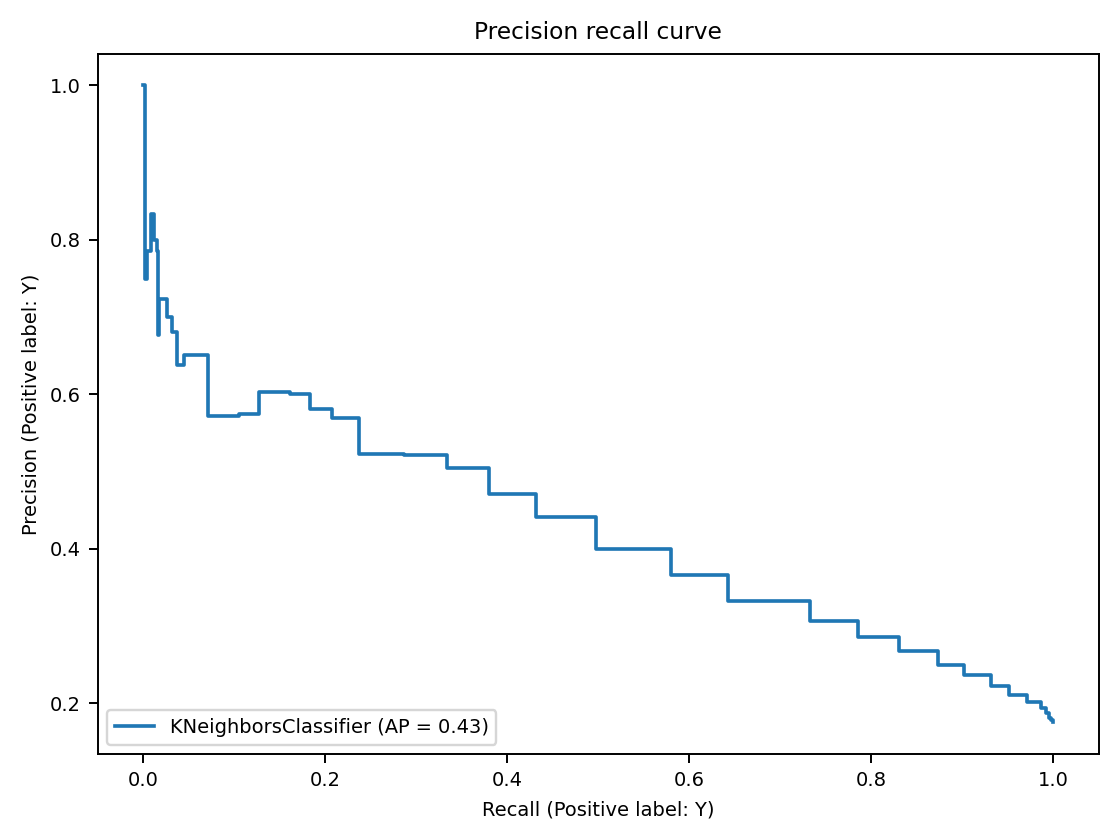 Precision recall curve
1.0
0.8
0.6
0.4
0.2
Precision (Positive label: Y)
KNeighborsClassifier (AP = 0.43)
0.0 0.2 0.4 0.6 0.8 1.0
Recall (Positive label: Y)